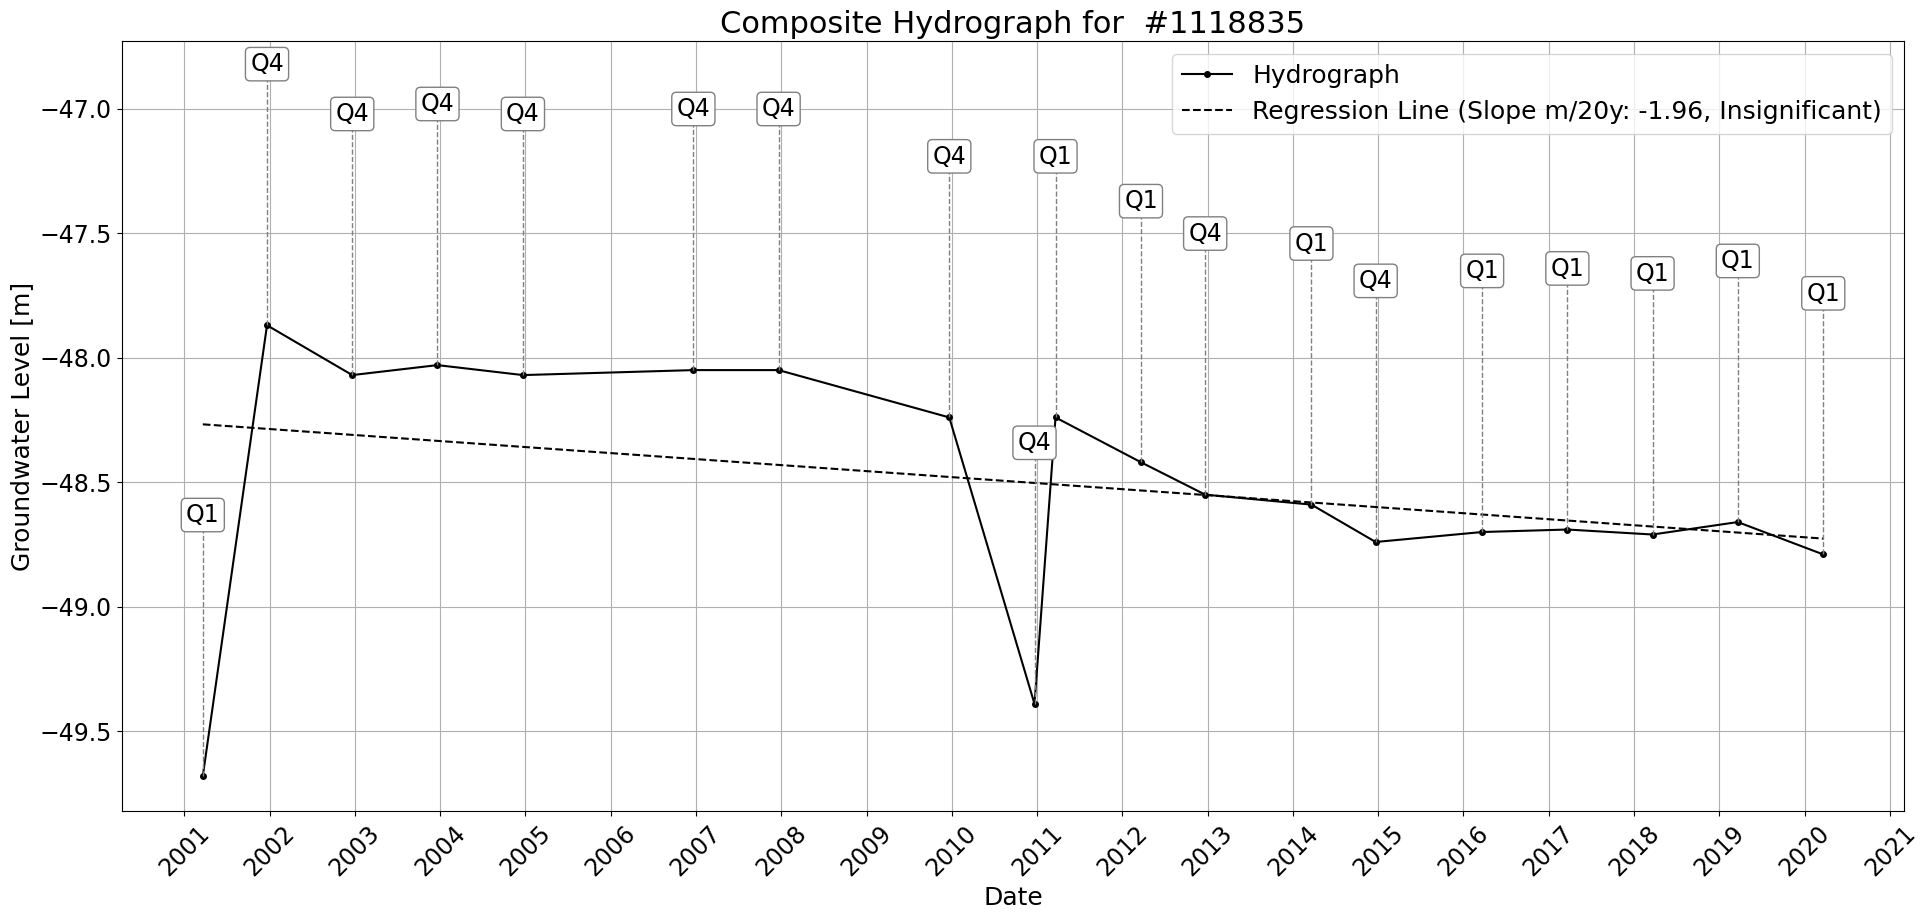 Composite Hydrograph for  #1118835
Hydrograph
Regression Line (Slope m/20y: -1.96, Insignificant)
Groundwater Level [m]
−47.0
−47.5
−48.0
−48.5
−49.0
−49.5
Q1
Q4
Q4
Q4
Q4
Q4
Q4
Q4
Q4
Q1
Q1
Q4
Q1
Q4
Q1
Q1
Q1
Q1
Q1
2001
2002
2003
2004
2005
2006
2007
2008
2009
2010
2011
2012
2013
2014
2015
2016
2017
2018
2019
2020
2021
Date